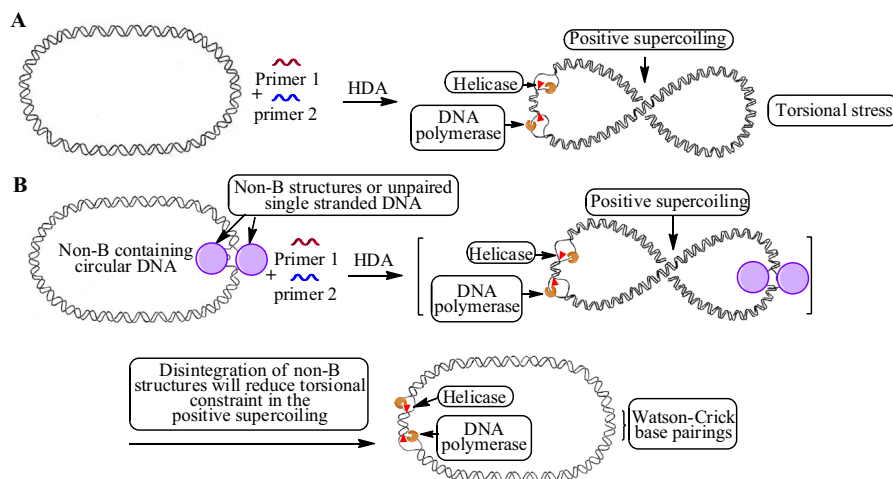 A
Primer 1
+
primer 2
HDA
Positive supercoiling
Helicase
DNA
polymerase
Torsional stress
B
Non-B structures or unpaired
single stranded DNA
Non-B containing
circular DNA
Primer 1
+
primer 2
HDA
Positive supercoiling
Helicase
DNA
polymerase
Disintegration of non-B
structures will reduce torsional
constraint in the
positive supercoiling
Helicase
DNA
polymerase
Watson-Crick
base pairings